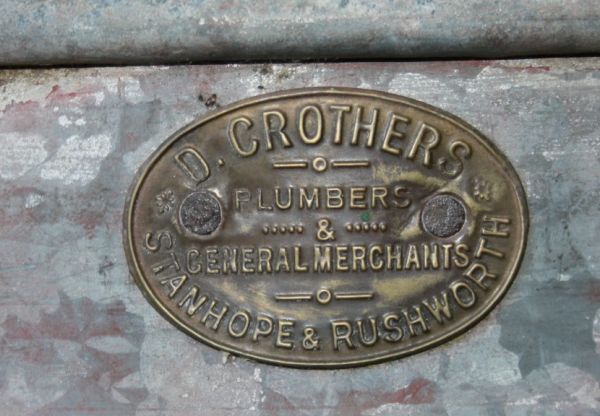 D. CROTHERS
PLUMBERS
&
GENERAL MERCHANTS
STANHOPE & RUSHWORTH